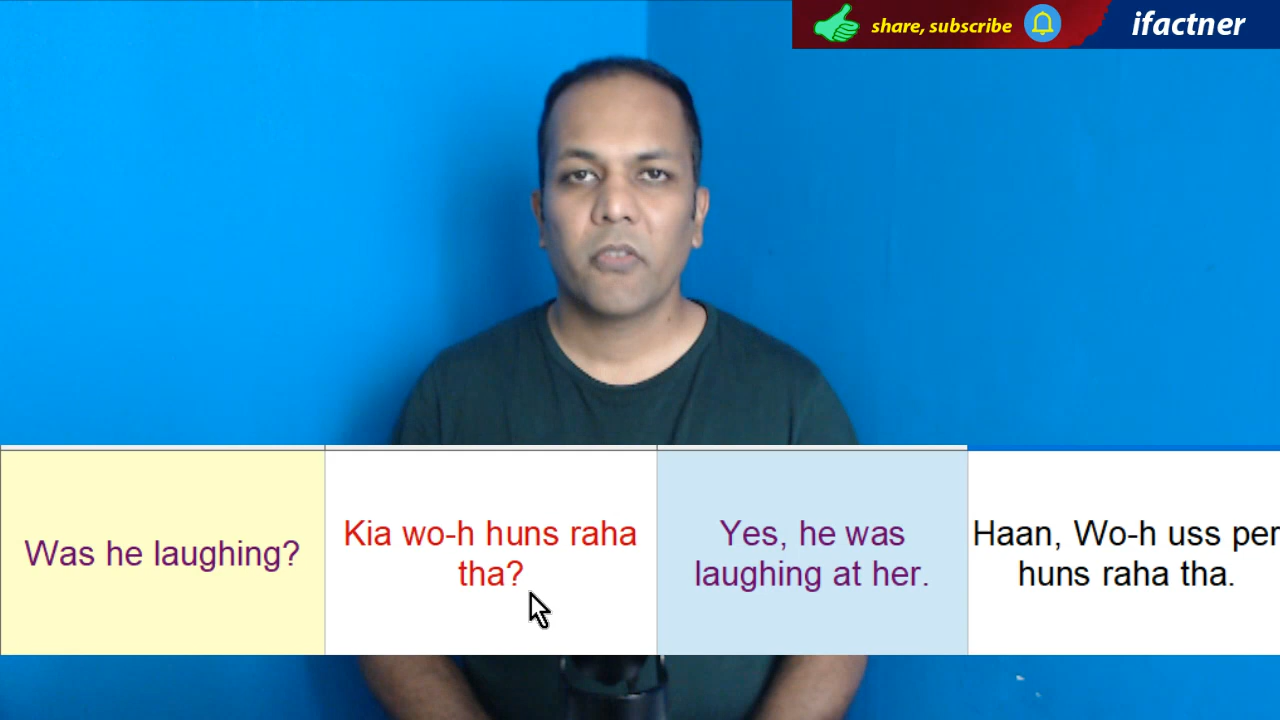 share, subscribe
ifactner
Was he laughing?
Kia wo-h huns raha
tha?
Yes, he was
laughing at her.
Haan, Wo-h uss per
huns raha tha.